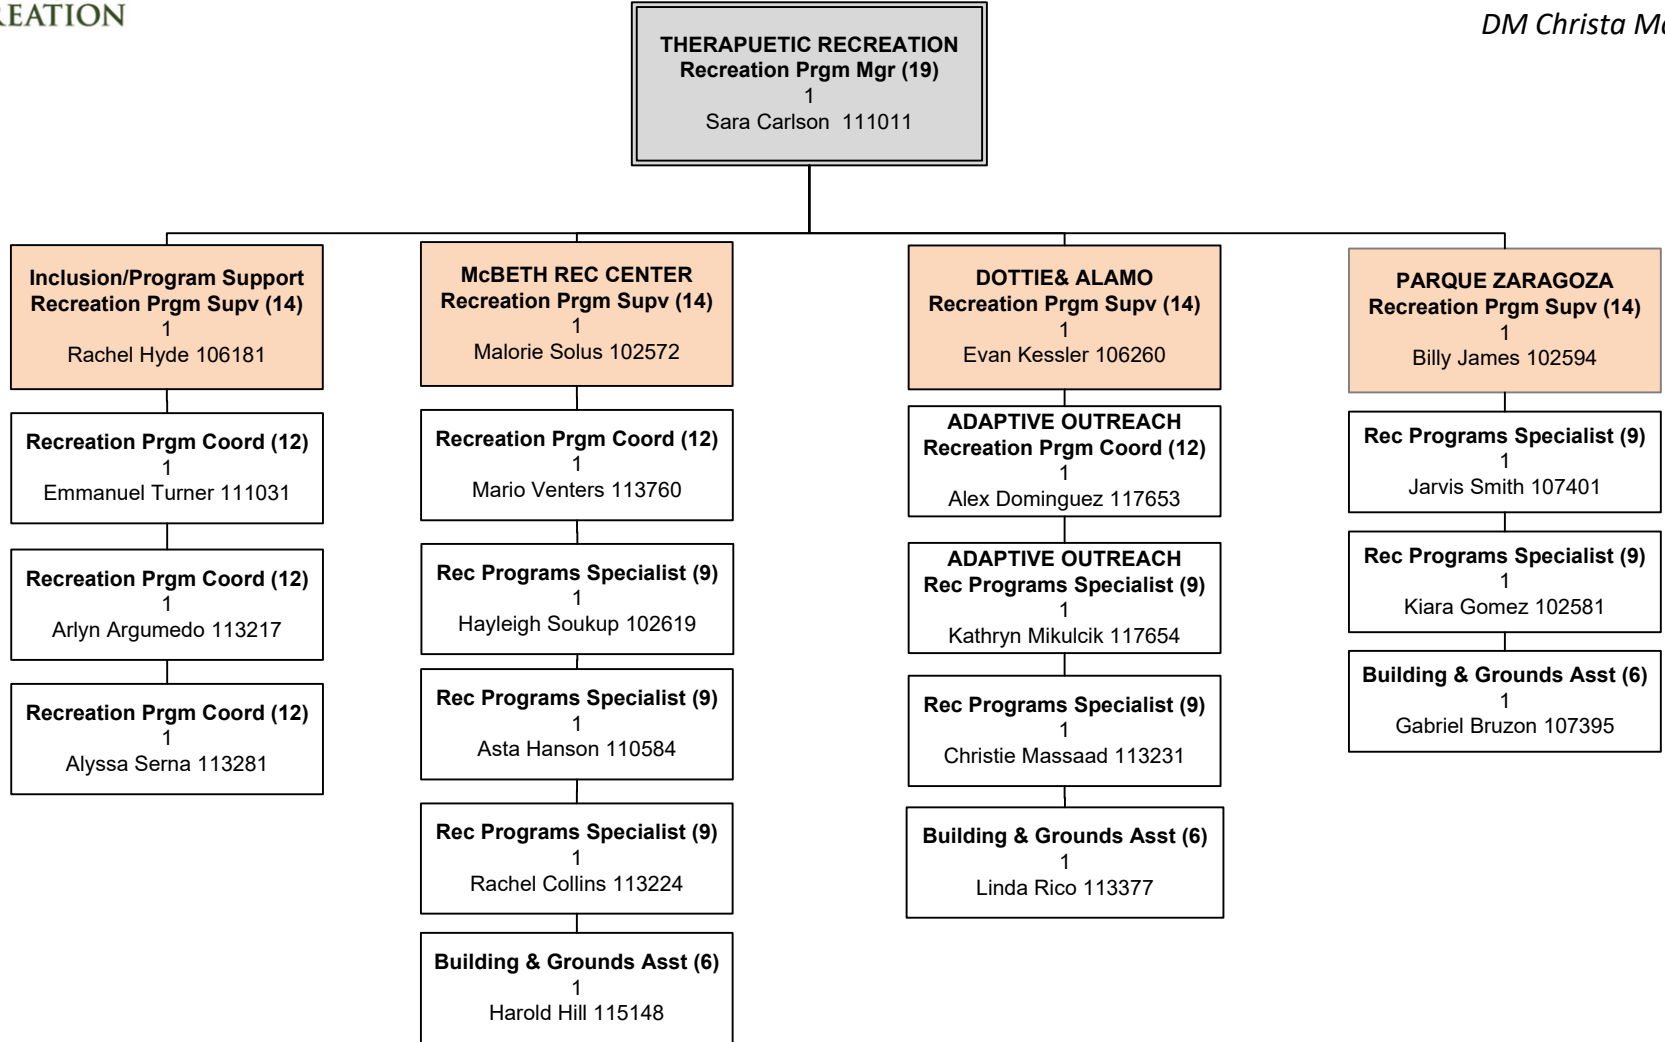 THERAPUETIC RECREATION
Recreation Prgm Mgr (19)
1
Sara Carlson 111011
DM Christa
Inclusion/Program Support
Recreation Prgm Supv (14)
1
Rachel Hyde 106181
Recreation Prgm Coord (12)
1
Emmanuel Turner 111031
Recreation Prgm Coord (12)
1
Arlyn Argumedo 113217
Recreation Prgm Coord (12)
1
Alyssa Serna 113281
McBETH REC CENTER
Recreation Prgm Supv (14)
1
Malorie Solus 102572
Recreation Prgm Coord (12)
1
Mario Venters 113760
Rec Programs Specialist (9)
1
Hayleigh Soukup 102619
Rec Programs Specialist (9)
1
Asta Hanson 110584
Rec Programs Specialist (9)
1
Rachel Collins 113224
Building & Grounds Asst (6)
1
Harold Hill 115148
DOTTIE& ALAMO
Recreation Prgm Supv (14)
1
Evan Kessler 106260
ADAPTIVE OUTREACH
Recreation Prgm Coord (12)
1
Alex Dominguez 117653
ADAPTIVE OUTREACH
Rec Programs Specialist (9)
1
Kathryn Mikulcik 117654
Rec Programs Specialist (9)
1
Christie Massaad 113231
Building & Grounds Asst (6)
1
Linda Rico 113377
PARQUE ZARAGOZA
Recreation Prgm Supv (14)
1
Billy James 102594
Rec Programs Specialist (9)
1
Jarvis Smith 107401
Rec Programs Specialist (9)
1
Kiara Gomez 102581
Building & Grounds Asst (6)
1
Gabriel Bruzon 107395